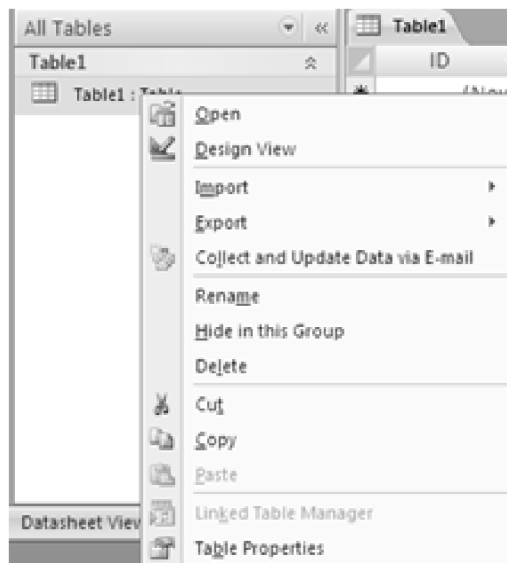 All Tables
Table1
Table1
ID
Table1 : Table
(New
Open
Design View
Import
Export
Collect and Update Data via E-mail
Rename
Hide in this Group
Delete
Cut
Copy
Paste
Linked Table Manager
Datasheet View
Table Properties